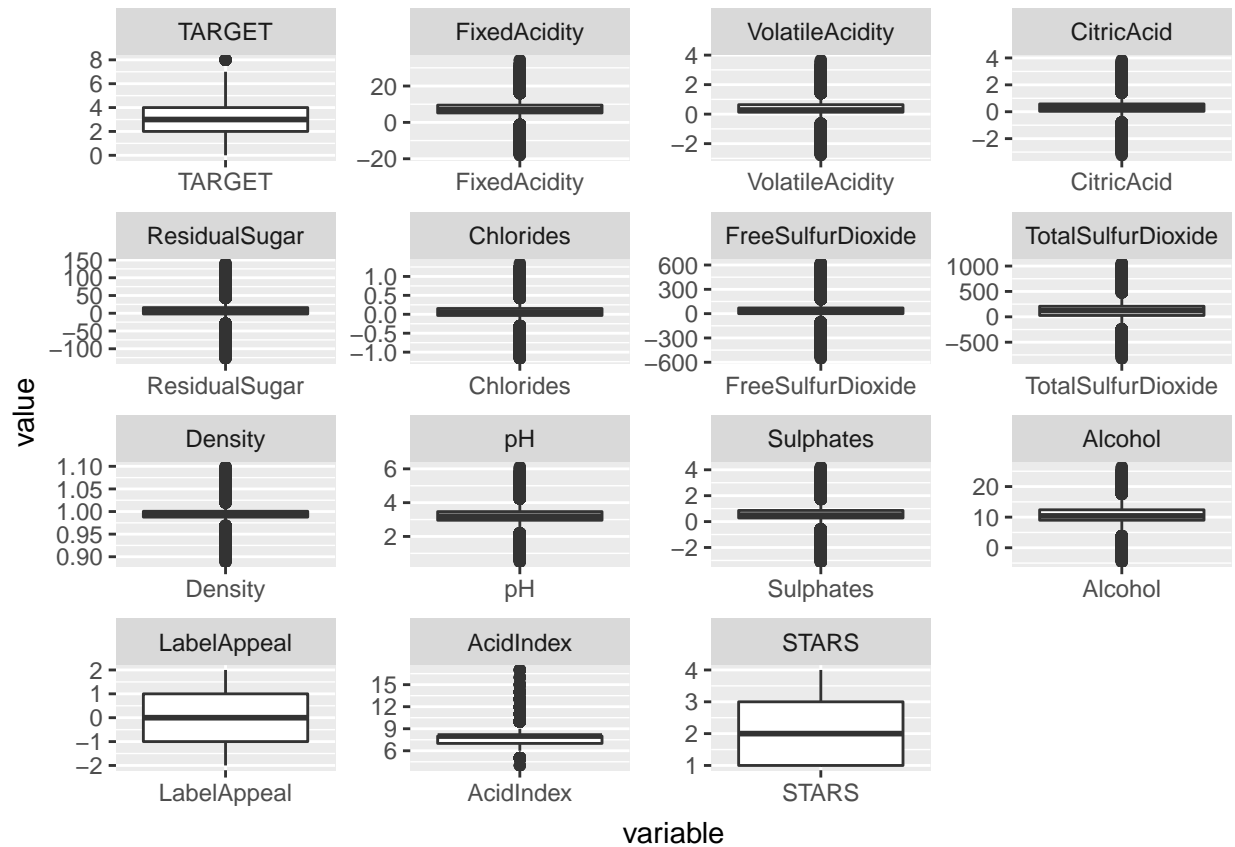 TARGET
FixedAcidity
VolatileAcidity
CitricAcid
8
6
4
2
0
20
0
−20
4
2
0
−2
4
2
0
−2
TARGET
FixedAcidity
VolatileAcidity
CitricAcid
ResidualSugar
Chlorides
FreeSulfurDioxide
TotalSulfurDioxide
150
100
50
0
−50
−100
1.0
0.5
0.0
−0.5
−1.0
600
300
0
−300
−600
1000
500
0
−500
ResidualSugar
Chlorides
FreeSulfurDioxide
TotalSulfurDioxide
value
Density
pH
Sulphates
Alcohol
1.10
1.05
1.00
0.95
0.90
6
4
2
4
2
0
−2
20
10
0
Density
pH
Sulphates
Alcohol
LabelAppeal
AcidIndex
STARS
2
1
0
−1
−2
15
12
9
6
4
3
2
1
LabelAppeal
AcidIndex
STARS
variable